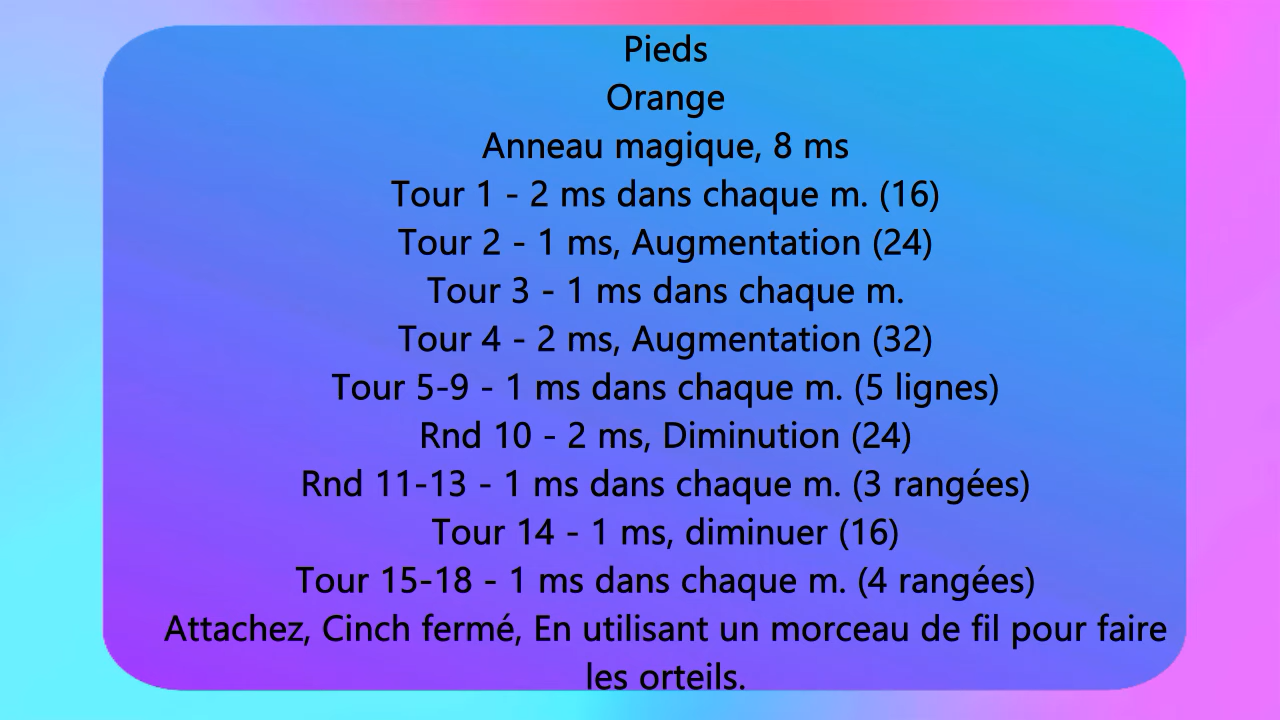 Pieds
Orange
Anneau magique, 8 ms
Tour 1 - 2 ms dans chaque m. (16)
Tour 2 - 1 ms, Augmentation (24)
Tour 3 - 1 ms dans chaque m.
Tour 4 - 2 ms, Augmentation (32)
Tour 5-9 - 1 ms dans chaque m. (5 lignes)
Rnd 10 - 2 ms, Diminution (24)
Rnd 11-13 - 1 ms dans chaque m. (3 rangées)
Tour 14 - 1 ms, diminuer (16)
Tour 15-18 - 1 ms dans chaque m. (4 rangées)
Attachez, Cinch fermé, En utilisant un morceau de fil pour faire
les orteils.